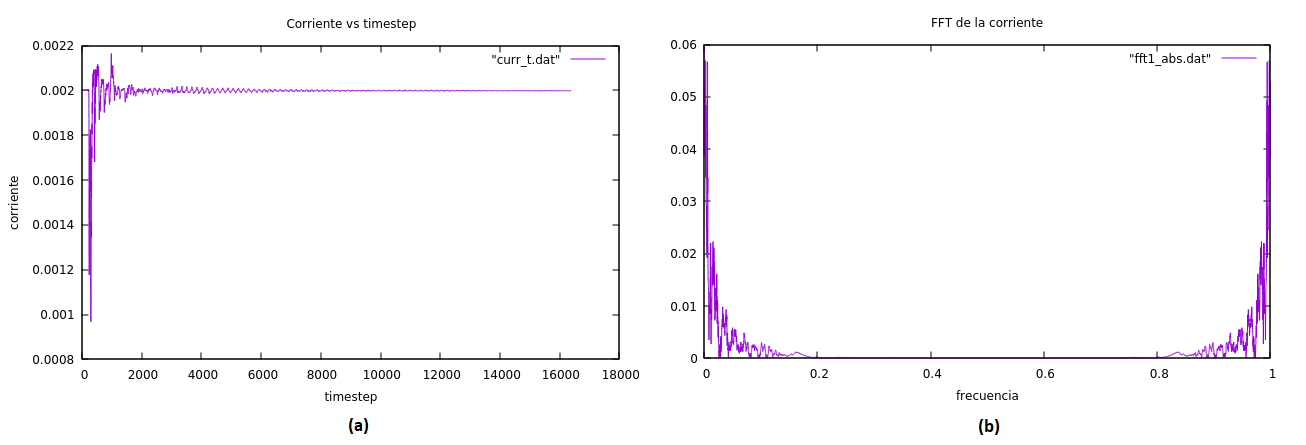 Corriente vs timestep
"curr_t.dat"
0.0022
0.002
0.0018
0.0016
0.0014
0.0012
0.001
0.0008
corriente
0 2000 4000 6000 8000 10000 12000 14000 16000 18000
timestep
(a)
FFT de la corriente
"fft1_abs.dat"
0.06
0.05
0.04
0.03
0.02
0.01
0
0 0.2 0.4 0.6 0.8 1
frecuencia
(b)